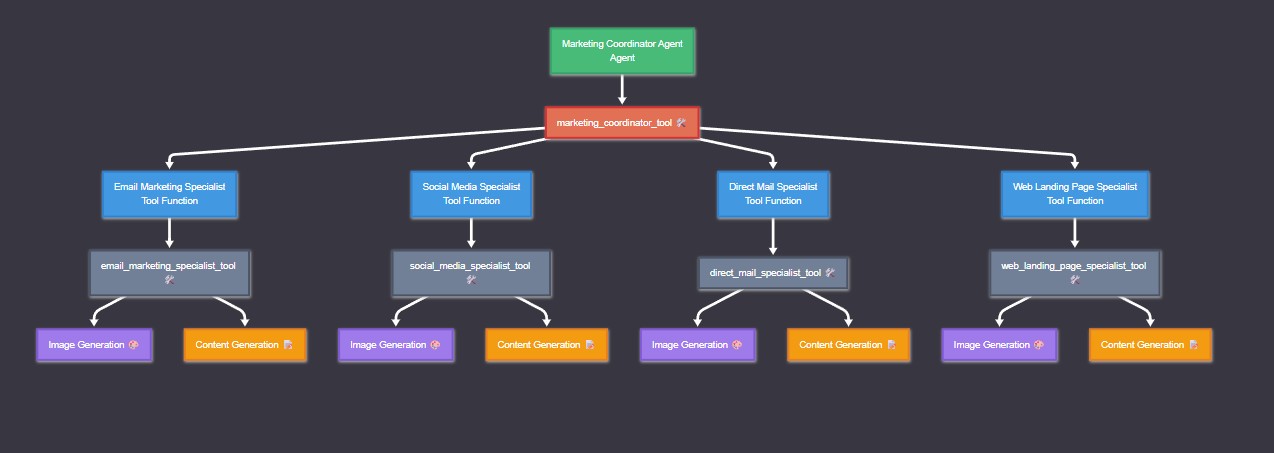 Marketing Coordinator Agent
Agent
marketing_coordinator_tool 🛠
Email Marketing Specialist
Tool Function
Social Media Specialist
Tool Function
Direct Mail Specialist
Tool Function
Web Landing Page Specialist
Tool Function
email_marketing_specialist_tool
🛠
social_media_specialist_tool
🛠
direct_mail_specialist_tool 🛠
web_landing_page_specialist_tool
🛠
Image Generation 🎨
Content Generation 📝
Image Generation 🎨
Content Generation 📝
Image Generation 🎨
Content Generation 📝
Image Generation 🎨
Content Generation 📝